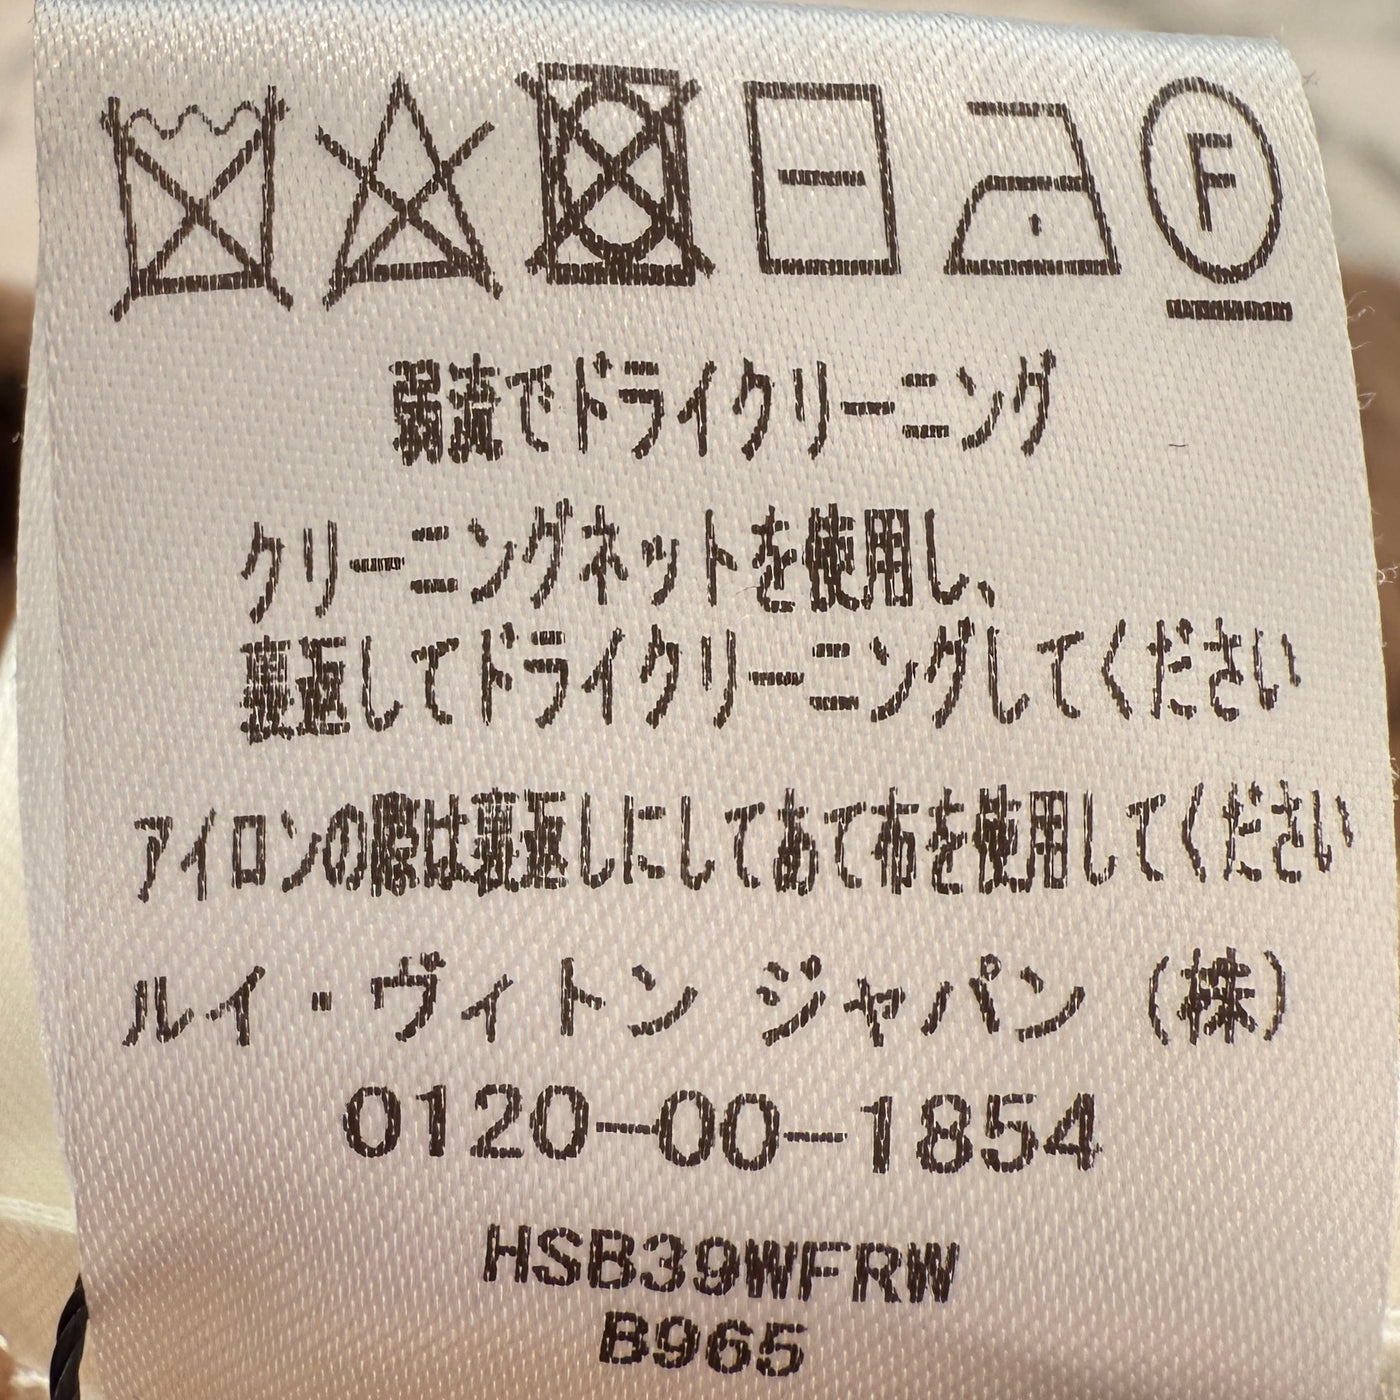 F
弱流でドライクリーニング
クリーニングネットを使用し、
裏返してドライクリーニングしてください
アイロンの際は裏返しにしてあて布を使用してください
ルイ・ヴィトン ジャパン (株)
0120-00-1854
HSB39WFRW
B965